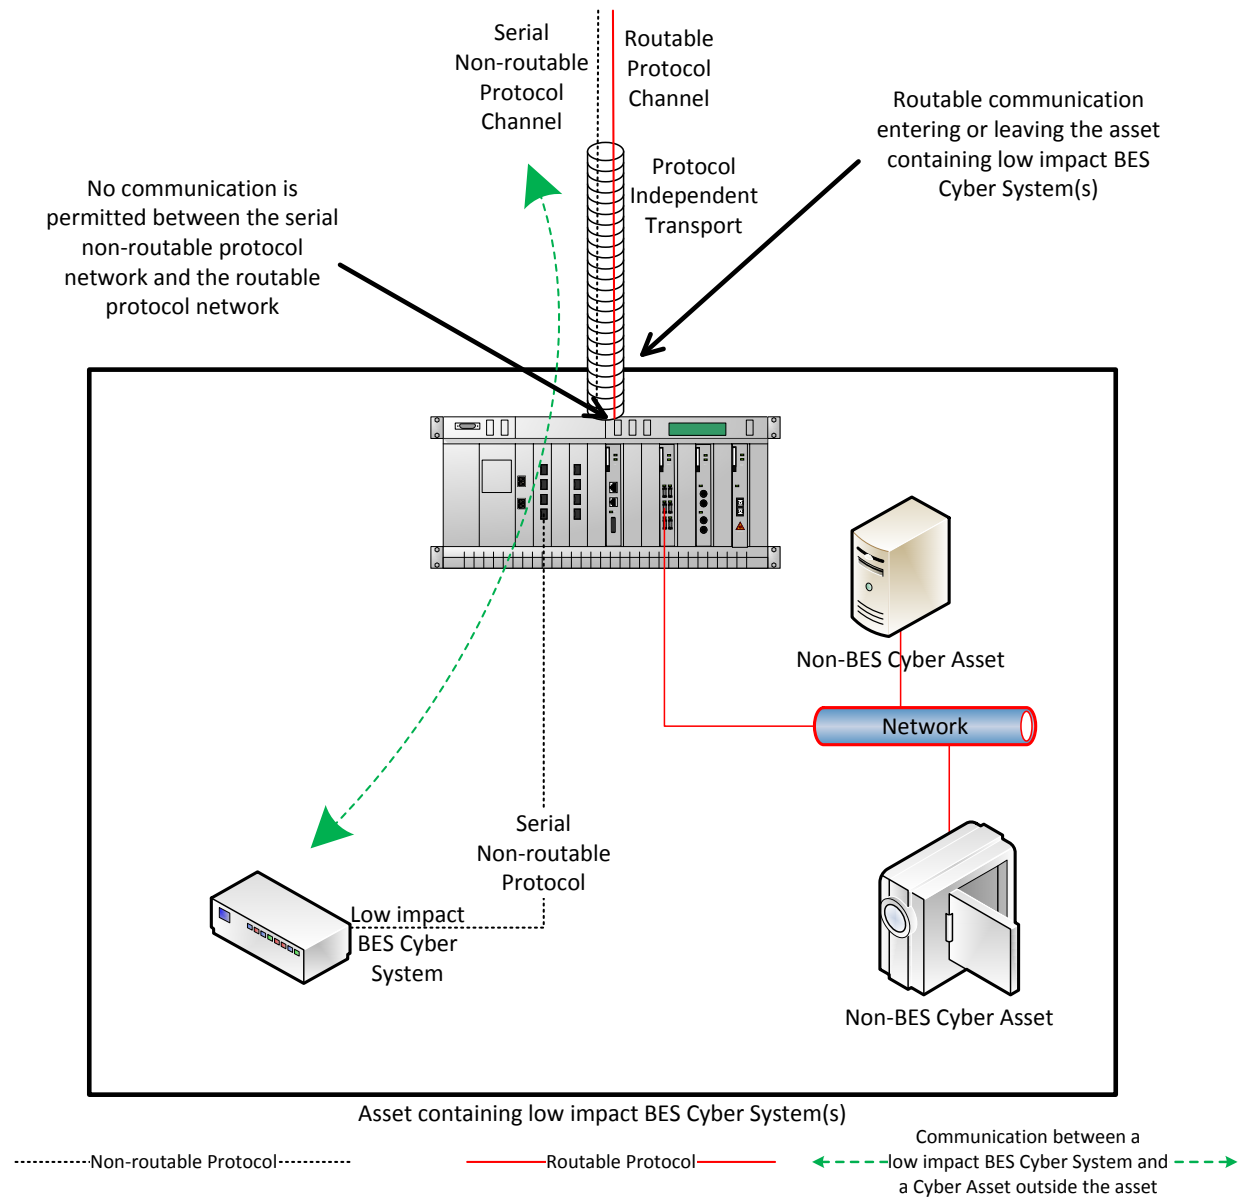 Serial
Non-routable
Protocol
Channel
Routable
Protocol
Channel
Routable communication
entering or leaving the asset
containing low impact BES
Cyber System(s)
Protocol
Independent
Transport
No communication is
permitted between the serial
non-routable protocol
network and the routable
protocol network
Non-BES Cyber Asset
Network
Serial
Non-routable
Protocol
Low impact
BES Cyber
System
Non-BES Cyber Asset
Asset containing low impact BES Cyber System(s)
Non-routable Protocol
Routable Protocol
Communication between a
low impact BES Cyber System and
a Cyber Asset outside the asset